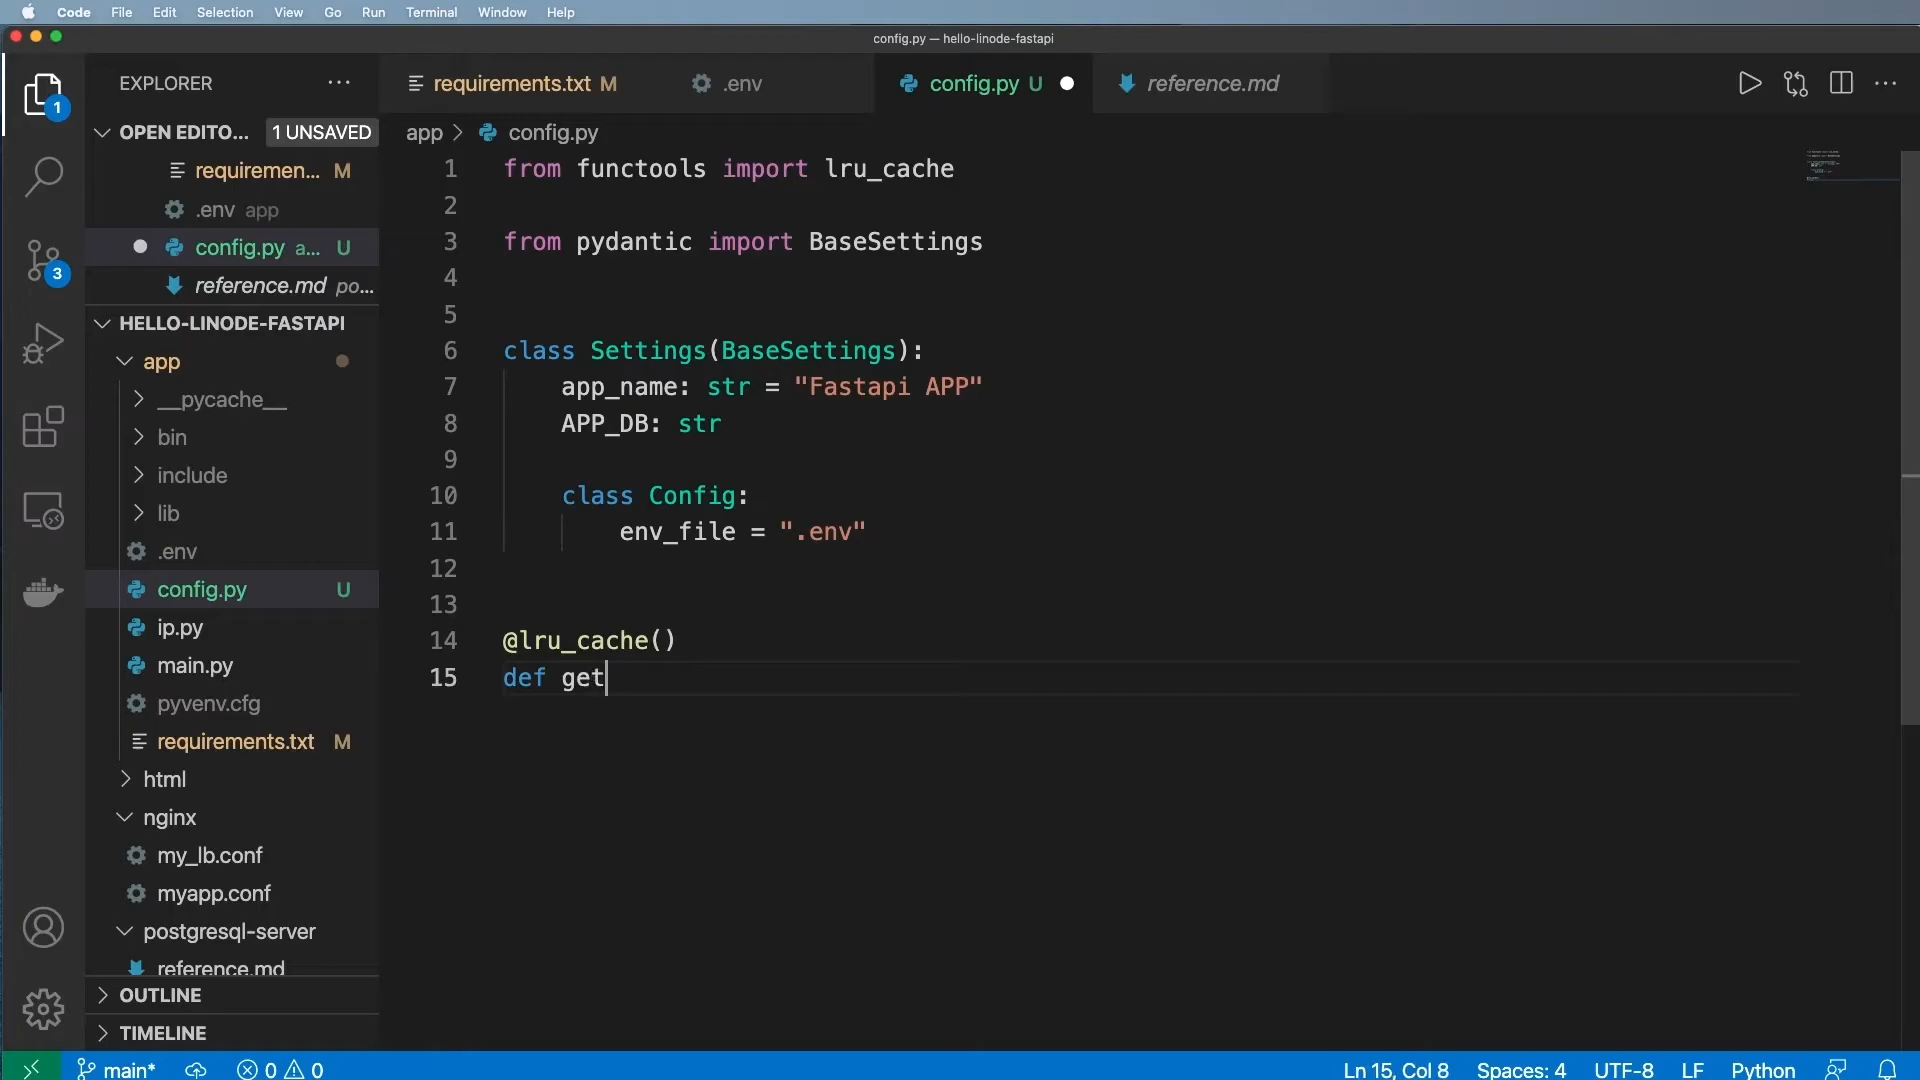 Code File Edit Selection View Go Run Terminal Window Help
config.py — hello-linode-fastapi
EXPLORER ...
requirements.txt M
.env
config.py U
reference.md
OPEN EDITO... 1 UNSAVED
requiremen... M
.env app
config.py a... U
reference.md po...
HELLO-LINODE-FASTAPI
app
__pycache__
bin
include
lib
.env
config.py U
ip.py
main.py
pyvenv.cfg
requirements.txt M
html
nginx
my_lb.conf
myapp.conf
postgresql-server
reference.md
OUTLINE
TIMELINE
1
3
app > config.py
1 from functools import lru_cache
2
3 from pydantic import BaseSettings
4
5
6 class Settings(BaseSettings):
7 app_name: str = "Fastapi APP"
8 APP_DB: str
9
10 class Config:
11 env_file = ".env"
12
13
14 @lru_cache()
15 def get
main* 0 0 Ln 15, Col 8 Spaces: 4 UTF-8 LF Python